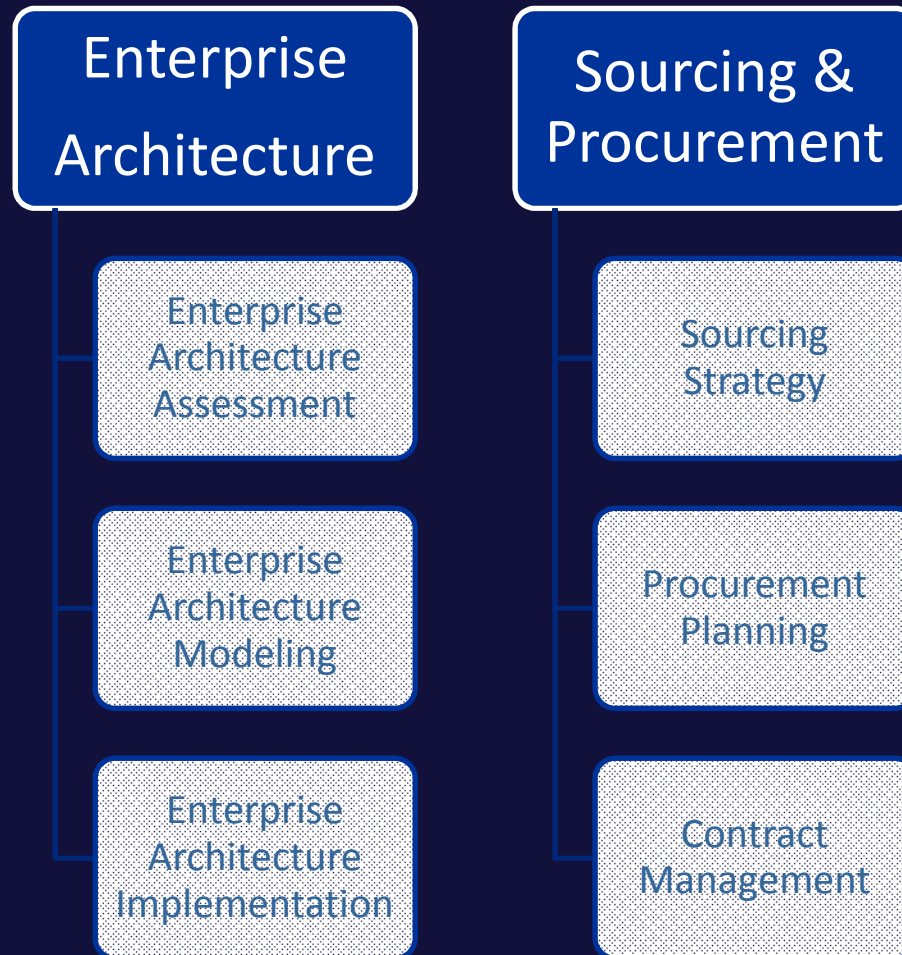 Enterprise
Architecture
Enterprise
Architecture
Assessment
Enterprise
Architecture
Modeling
Enterprise
Architecture
Implementation
Sourcing &
Procurement
Sourcing
Strategy
Procurement
Planning
Contract
Management